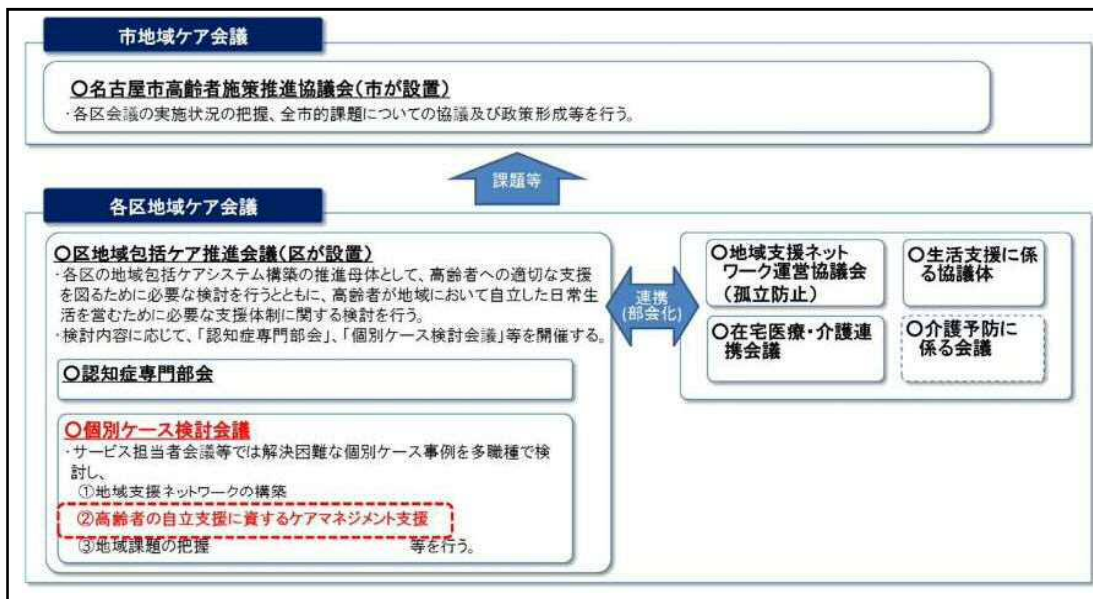 市地域ケア会議
○名古屋市高齢者施策推進協議会(市が設置)
・各区会議の実施状況の把握、全市的課題についての協議及び政策形成等を行う。
課題等
各区地域ケア会議
○区地域包括ケア推進会議(区が設置)
・各区の地域包括ケアシステム構築の推進母体として、高齢者への適切な支援
を図るために必要な検討を行うとともに、高齢者が地域において自立した日常生
活を営むために必要な支援体制に関する検討を行う。
・検討内容に応じて、「認知症専門部会」、「個別ケース検討会議」等を開催する。
○認知症専門部会
○個別ケース検討会議
・サービス担当者会議等では解決困難な個別ケース事例を多職種で検
討し、
①地域支援ネットワークの構築
②高齢者の自立支援に資するケアマネジメント支援
③地域課題の把握 等を行う。
連携
(部会化)
○地域支援ネット
ワーク運営協議会
(孤立防止)
○生活支援に係
る協議体
○在宅医療・介護連
携会議
○介護予防に
係る会議